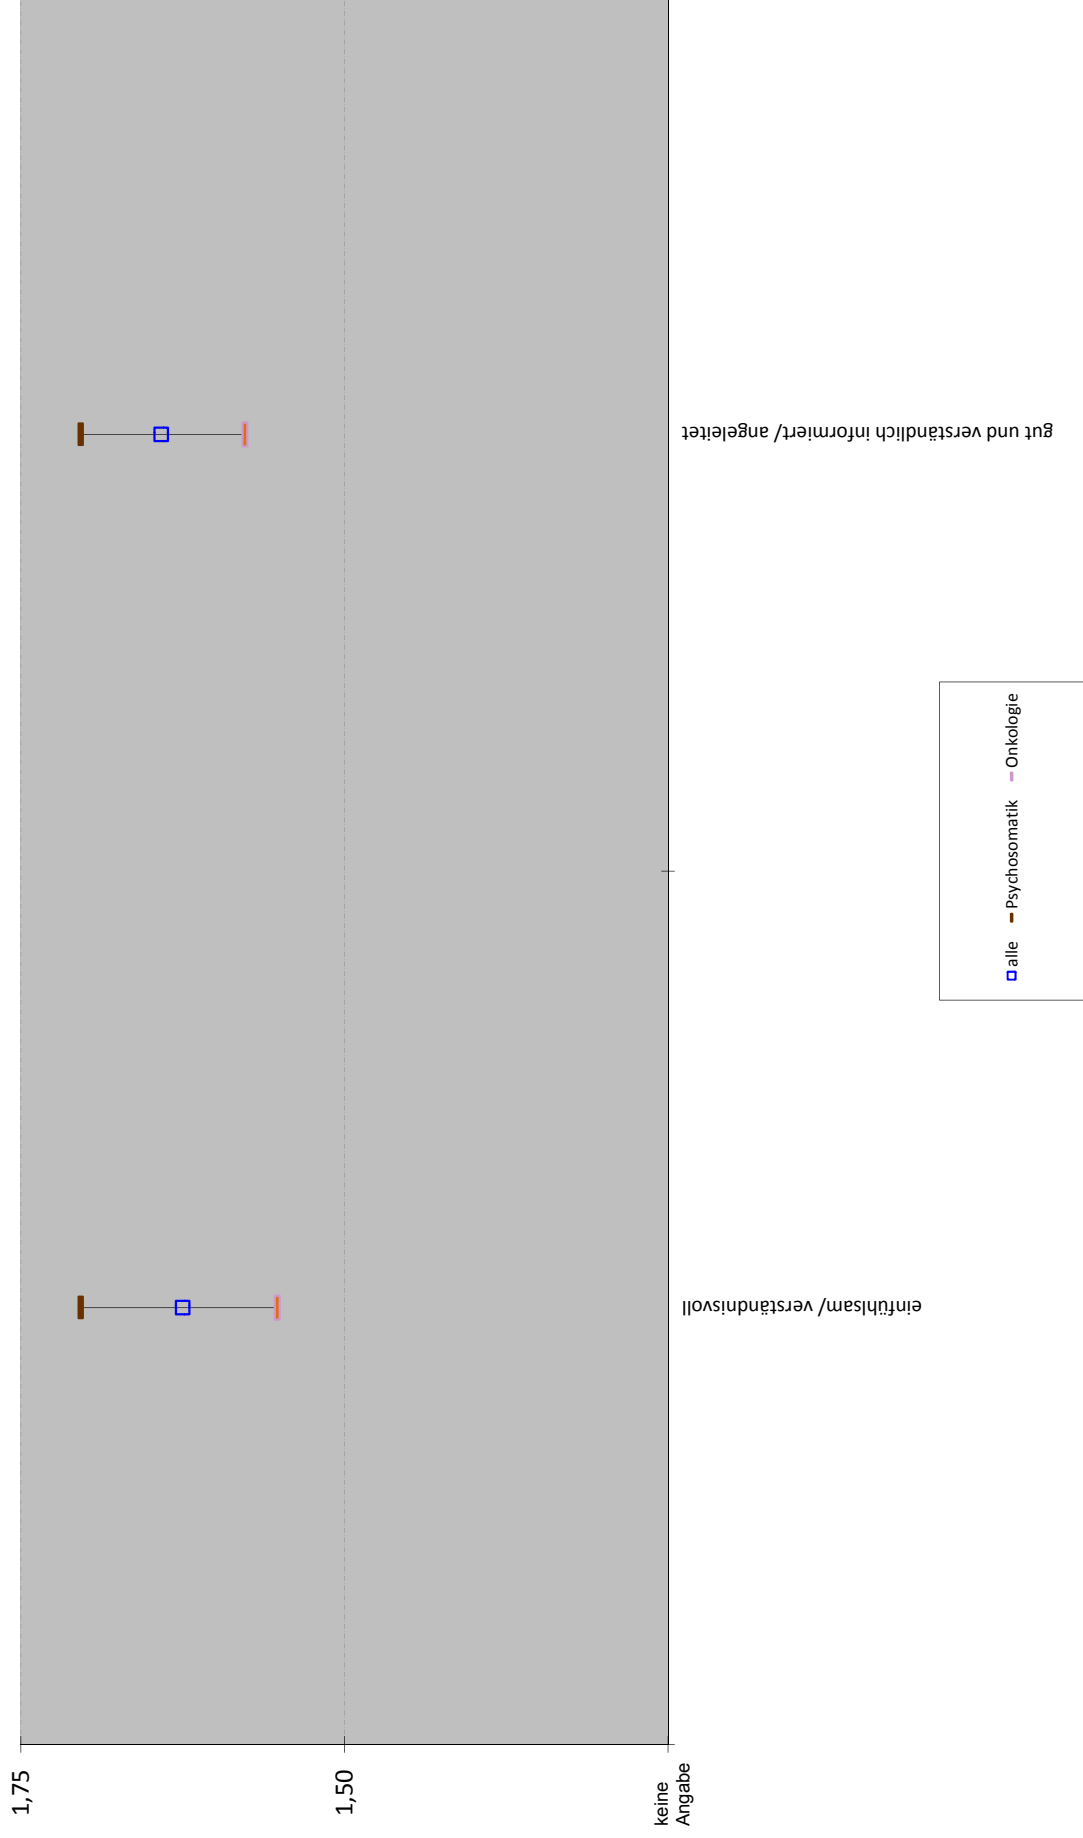 1,75
1,50
keine
Angabe
einfühlsam/ verständnisvoll
gut und verständlich informiert/ angeleitet
alle
Psychosomatik
Onkologie